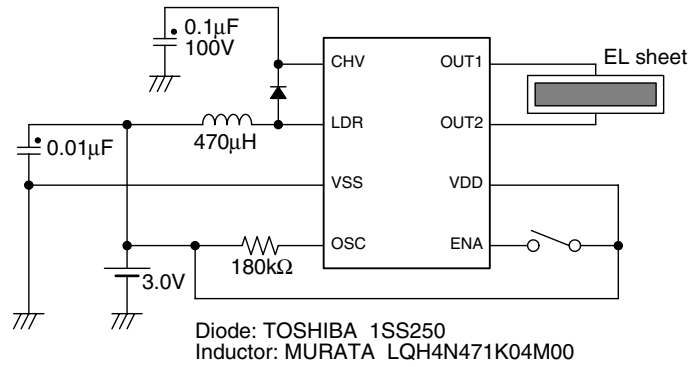 0.1μF
100V
CHV
OUT1
EL sheet
LDR
OUT2
470μH
0.01μF
VSS
VDD
OSC
ENA
180kΩ
3.0V
Diode: TOSHIBA 1SS250
Inductor: MURATA LQH4N471K04M00